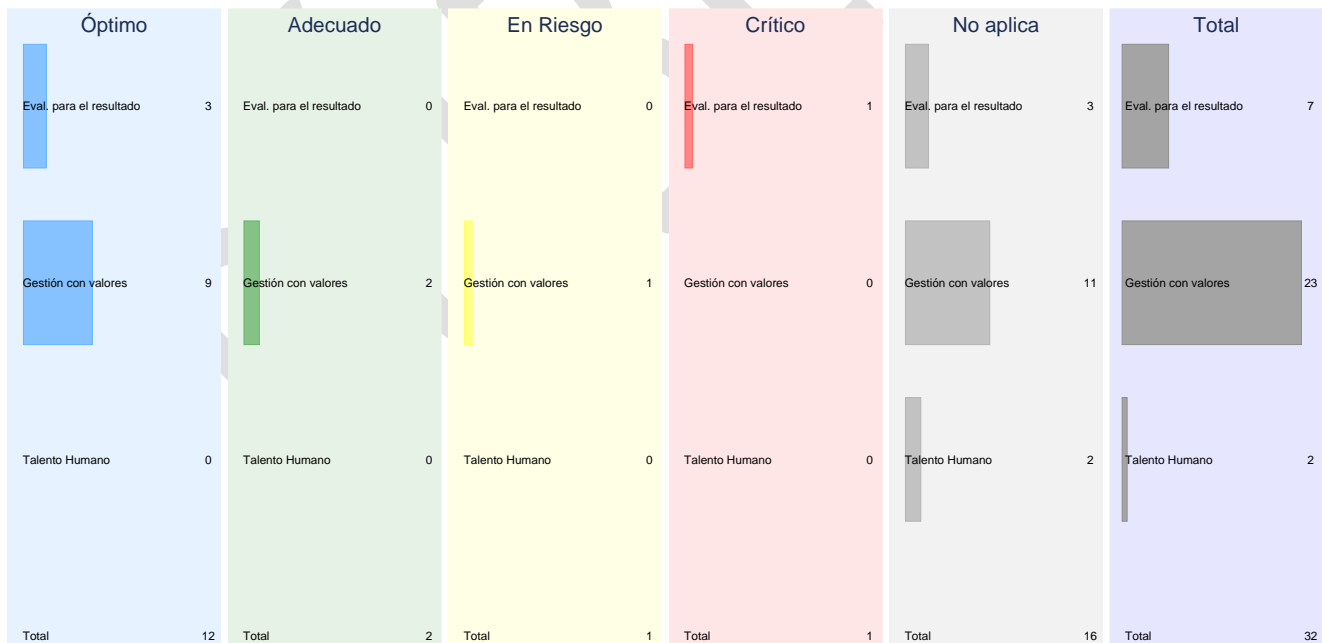 Óptimo Adecuado En Riesgo Crítico No aplica Total
Eval. para el resultado 3 Eval. para el resultado 0 Eval. para el resultado 0 Eval. para el resultado 1 Eval. para el resultado 3 Eval. para el resultado 7
Gestión con valores 9 Gestión con valores 2 Gestión con valores 1 Gestión con valores 0 Gestión con valores 11 Gestión con valores 23
Talento Humano 0 Talento Humano 0 Talento Humano 0 Talento Humano 0 Talento Humano 2 Talento Humano 2
Total 12 Total 2 Total 1 Total 1 Total 16 Total 32